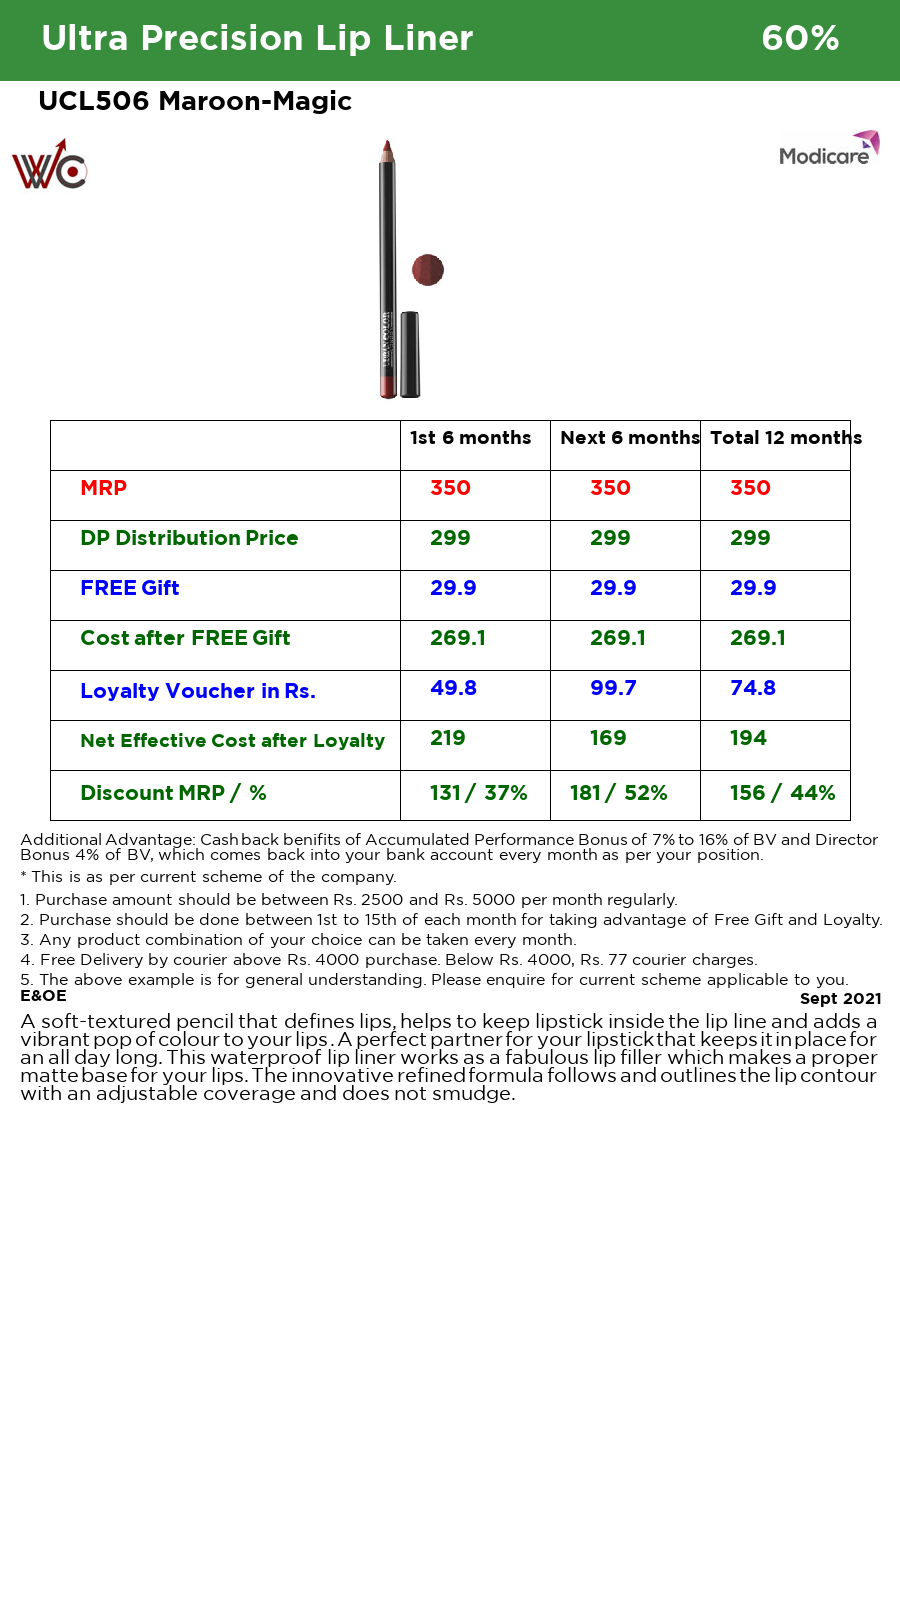 Ultra Precision Lip Liner 60%
UCL506 Maroon-Magic
WC
Modicare
1st 6 months Next 6 months Total 12 months
MRP 350 350 350
DP Distribution Price 299 299 299
FREE Gift 29.9 29.9 29.9
Cost after FREE Gift 269.1 269.1 269.1
Loyalty Voucher in Rs. 49.8 99.7 74.8
Net Effective Cost after Loyalty 219 169 194
Discount MRP / % 131 / 37% 181 / 52% 156 / 44%
Additional Advantage: Cashback benifits of Accumulated Performance Bonus of 7% to 16% of BV and Director
Bonus 4% of BV, which comes back into your bank account every month as per your position.
* This is as per current scheme of the company.
1. Purchase amount should be between Rs. 2500 and Rs. 5000 per month regularly.
2. Purchase should be done between 1st to 15th of each month for taking advantage of Free Gift and Loyalty.
3. Any product combination of your choice can be taken every month.
4. Free Delivery by courier above Rs. 4000 purchase. Below Rs. 4000, Rs. 77 courier charges.
5. The above example is for general understanding. Please enquire for current scheme applicable to you.
E&OE Sept 2021
A soft-textured pencil that defines lips, helps to keep lipstick inside the lip line and adds a
vibrant pop of colour to your lips. A perfect partner for your lipstick that keeps it in place for
an all day long. This waterproof lip liner works as a fabulous lip filler which makes a proper
matte base for your lips. The innovative refined formula follows and outlines the lip contour
with an adjustable coverage and does not smudge.